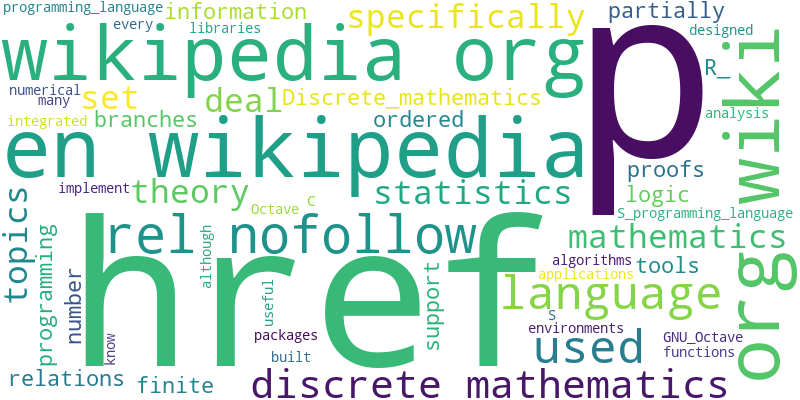 programming_language
every
information
libraries
specifically
partially
designed
wikipedia org
p
wiki
R_
numerical
many
set
deal
Discrete_mathematics
integrated
branches
ordered
analysis
en wikipedia
proofs
implement
theory
statistics
logic
Octave
C
S_programming_language
topics
rel nofollow
mathematics
href
programming
number
although
useful
support
algorithms
tools
applications
language
org
know
packages
built
S
environments
used
GNU_Octave
functions
relations
finite
discrete mathematics